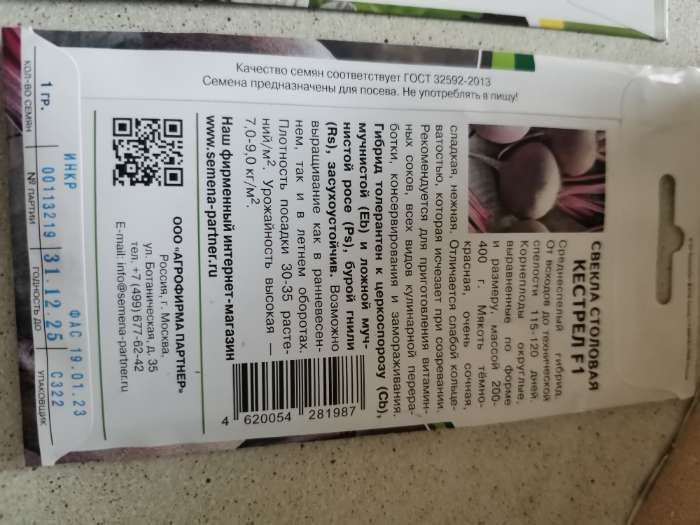 СВЕКЛА СТОЛОВАЯ
КЕСТРЕЛ F1
Среднеспелый гибрид.
От всходов до технической
спелости 115-120 дней.
Корнеплоды округлые,
выравненные по форме
и размеру, массой 200-
400 г. Мякоть тёмно-
красная, очень сочная,
сладкая, нежная. Отличается слабой кольце-
ватостью, которая исчезает при созревании.
Рекомендуется для приготовления витамин-
ных соков, всех видов кулинарной перера-
ботки, консервирования и замораживания.
Гибрид толерантон к церкоспорозу (Cb),
мучнистой (Eb) и ложной муч-
нистой росе (Ps), бурой гнили
(Rs), засухоустойчив. Возможно
выращивание как в ранневесен-
нем, так и в летнем оборотах.
Плотность посадки 30-35 расте-
ний/м². Урожайность высокая —
7,0-9,0 кг/м².
Наш фирменный интернет-магазин
www.semena-partner.ru
4 620054 281987
ООО «АГРОФИРМА ПАРТНЕР»
Россия, г. Москва,
ул. Ботаническая, д. 35
тел. +7 (499) 677-62-42
E-mail: info@semena-partner.ru
1 ГР. ИНКР 00113219 31.12.25 ФАС 19.01.23 С322
КОЛ-ВО СЕМЯН № ПАРТИИ ГОДНОСТЬ ДО УПАКОВЩИК
Качество семян соответствует ГОСТ 32592-2013
Семена предназначены для посева. Не употреблять в пищу!